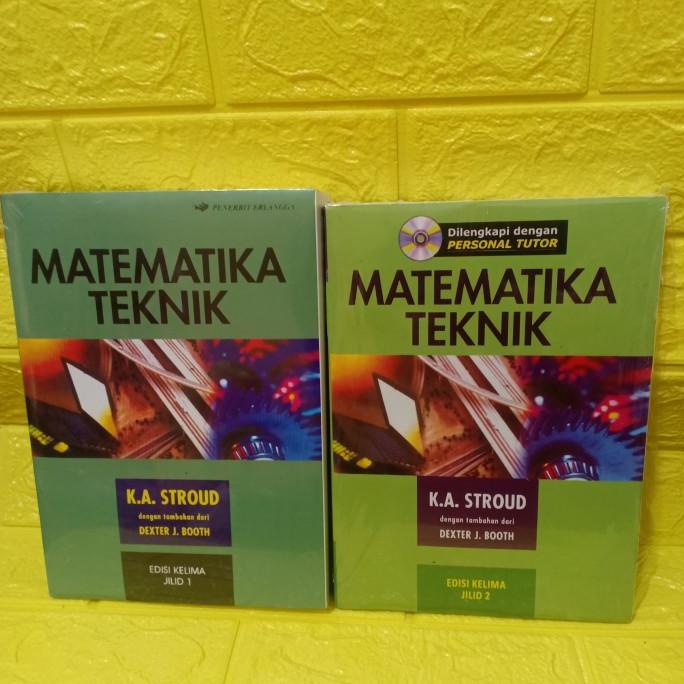 PENERBIT ERLANGGA
MATEMATIKA
TEKNIK
K.A. STROUD
dengan tambahan dari
DEXTER J. BOOTH
EDISI KELIMA
JILID 1
Dilengkapi dengan
PERSONAL TUTOR
MATEMATIKA
TEKNIK
K.A. STROUD
dengan tambahan dari
DEXTER J. BOOTH
EDISI KELIMA
JILID 2